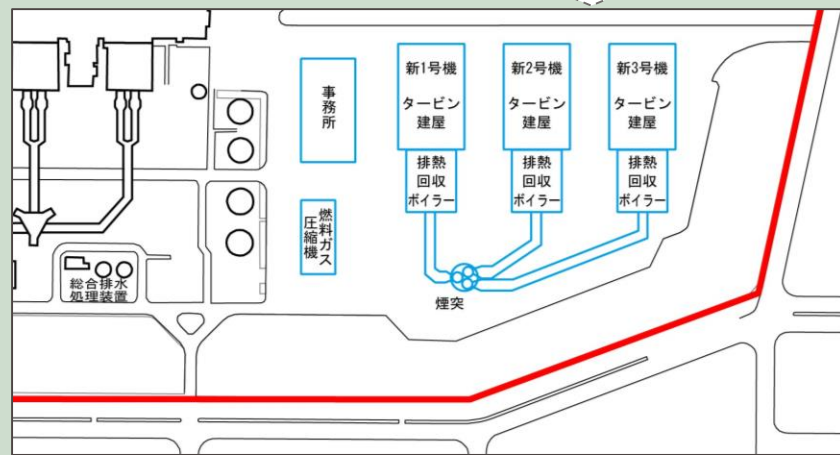 新1号機
タービン
建屋
新2号機
タービン
建屋
新3号機
タービン
建屋
事務所
排熱
回収
ボイラー
排熱
回収
ボイラー
排熱
回収
ボイラー
燃料ガス
圧縮機
総合排水
処理装置
煙突